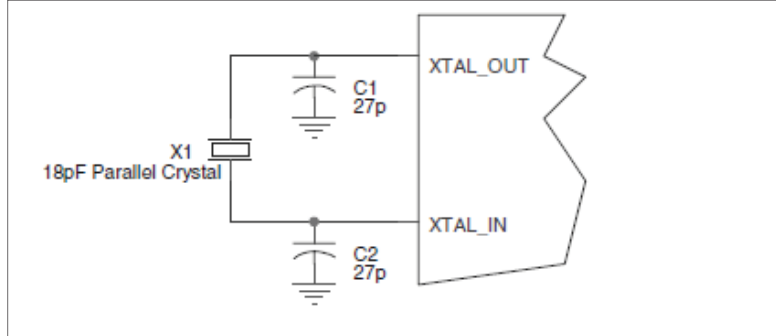 XTAL_OUT
C1
27p
X1
18pF Parallel Crystal
XTAL_IN
C2
27p